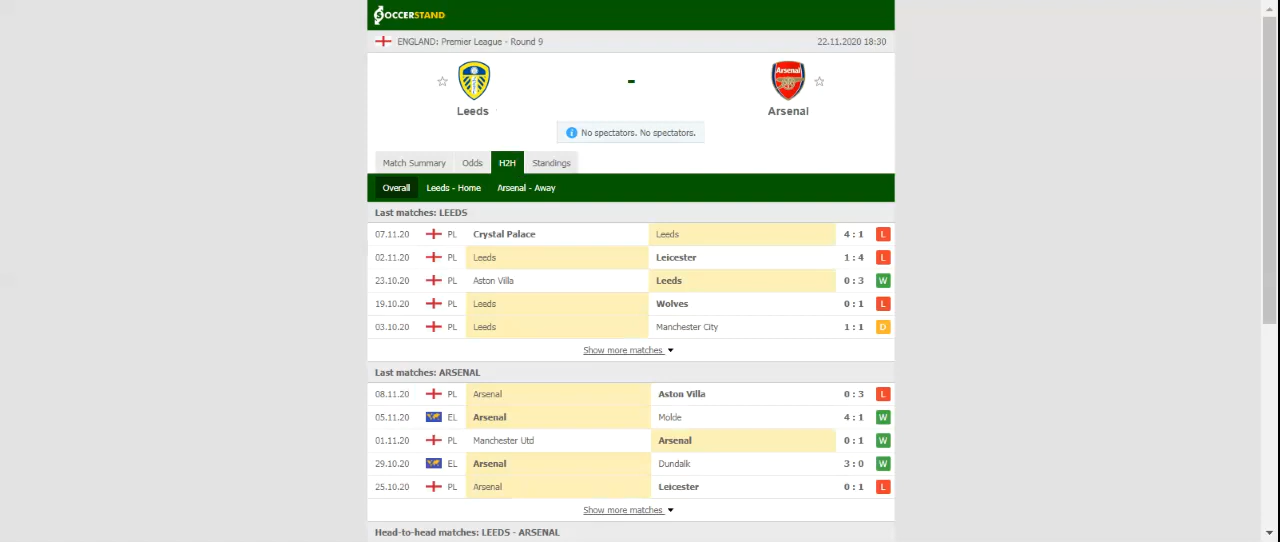 SOCCERSTAND
ENGLAND: Premier League - Round 9 22.11.2020 18:30
-
Leeds Arsenal
Arsenal
No spectators. No spectators.
Match Summary Odds H2H Standings
Overall Leeds - Home Arsenal - Away
Last matches: LEEDS
07.11.20 PL Crystal Palace Leeds 4 : 1 L
02.11.20 PL Leeds Leicester 1 : 4 L
23.10.20 PL Aston Villa Leeds 0 : 3 W
19.10.20 PL Leeds Wolves 0 : 1 L
03.10.20 PL Leeds Manchester City 1 : 1 D
Show more matches
Last matches: ARSENAL
08.11.20 PL Arsenal Aston Villa 0 : 3 L
05.11.20 EL Arsenal Molde 4 : 1 W
01.11.20 PL Manchester Utd Arsenal 0 : 1 W
29.10.20 EL Arsenal Dundalk 3 : 0 W
25.10.20 PL Arsenal Leicester 0 : 1 L
Show more matches
Head-to-head matches: LEEDS - ARSENAL